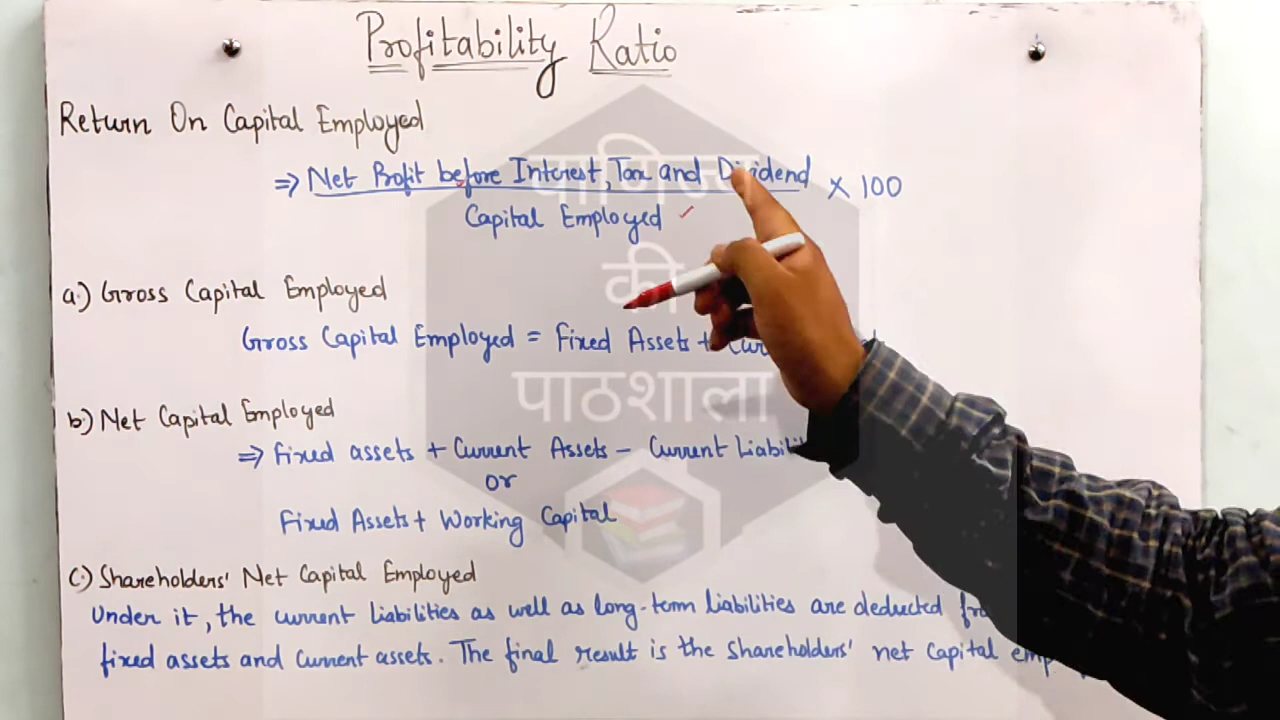 Profitability Ratio
Return On Capital Employed
⇒ Net Profit before Interest, Tax and Dividend × 100
Capital Employed ✓
a.) Gross Capital Employed
Gross Capital Employed = Fixed Assets +
b.) Net Capital Employed
⇒ Fixed assets + Current Assets – Current
or
Fixed Assets + Working Capital
c.) Shareholders' Net Capital Employed
Under it, the current liabilities as well as long-term liabilities are deducted
fixed assets and current assets. The final result is the shareholders' net capital
वाणिज्य
की
पाठशाला